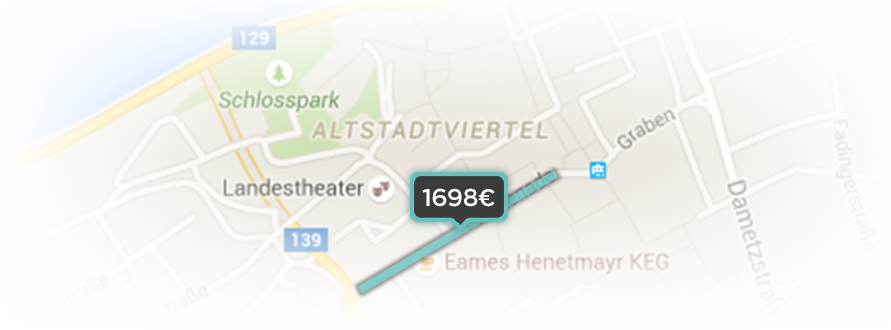 129
Schlosspark
ALTSTADTVIERTEL
Graben
Fadingerstraße
Landestheater
1698€
Dametzstraße
139
Eames Henetmayr KEG